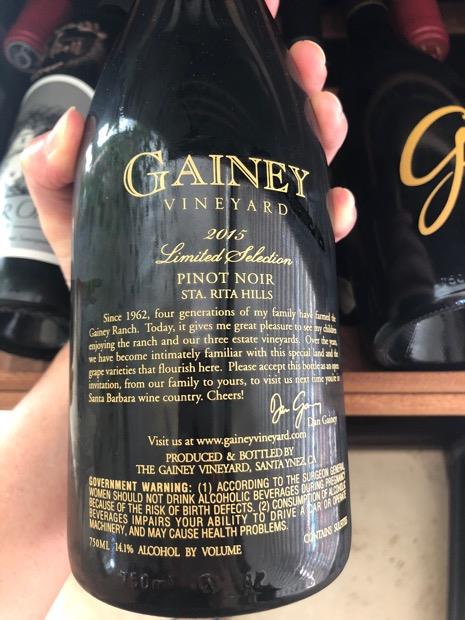 GAINEY
VINEYARD
2015
Limited Selection
PINOT NOIR
STA. RITA HILLS
Since 1962, four generations of my family have farmed the
Gainey Ranch. Today, it gives me great pleasure to see my children
enjoying the ranch and our three estate vineyards. Over the years,
we have become intimately familiar with this special land and the
grape varieties that flourish here. Please accept this bottle as an open
invitation, from our family to yours, to visit us next time you're in
Santa Barbara wine country. Cheers!
Dan Gainey
Visit us at www.gaineyvineyard.com
PRODUCED & BOTTLED BY
THE GAINEY VINEYARD, SANTA YNEZ, CA
GOVERNMENT WARNING: (1) ACCORDING TO THE SURGEON GENERAL,
WOMEN SHOULD NOT DRINK ALCOHOLIC BEVERAGES DURING PREGNANCY
BECAUSE OF THE RISK OF BIRTH DEFECTS. (2) CONSUMPTION OF ALCOHOLIC
BEVERAGES IMPAIRS YOUR ABILITY TO DRIVE A CAR OR OPERATE
MACHINERY, AND MAY CAUSE HEALTH PROBLEMS.
CONTAINS SULFITES
750ML 14.1% ALCOHOL BY VOLUME